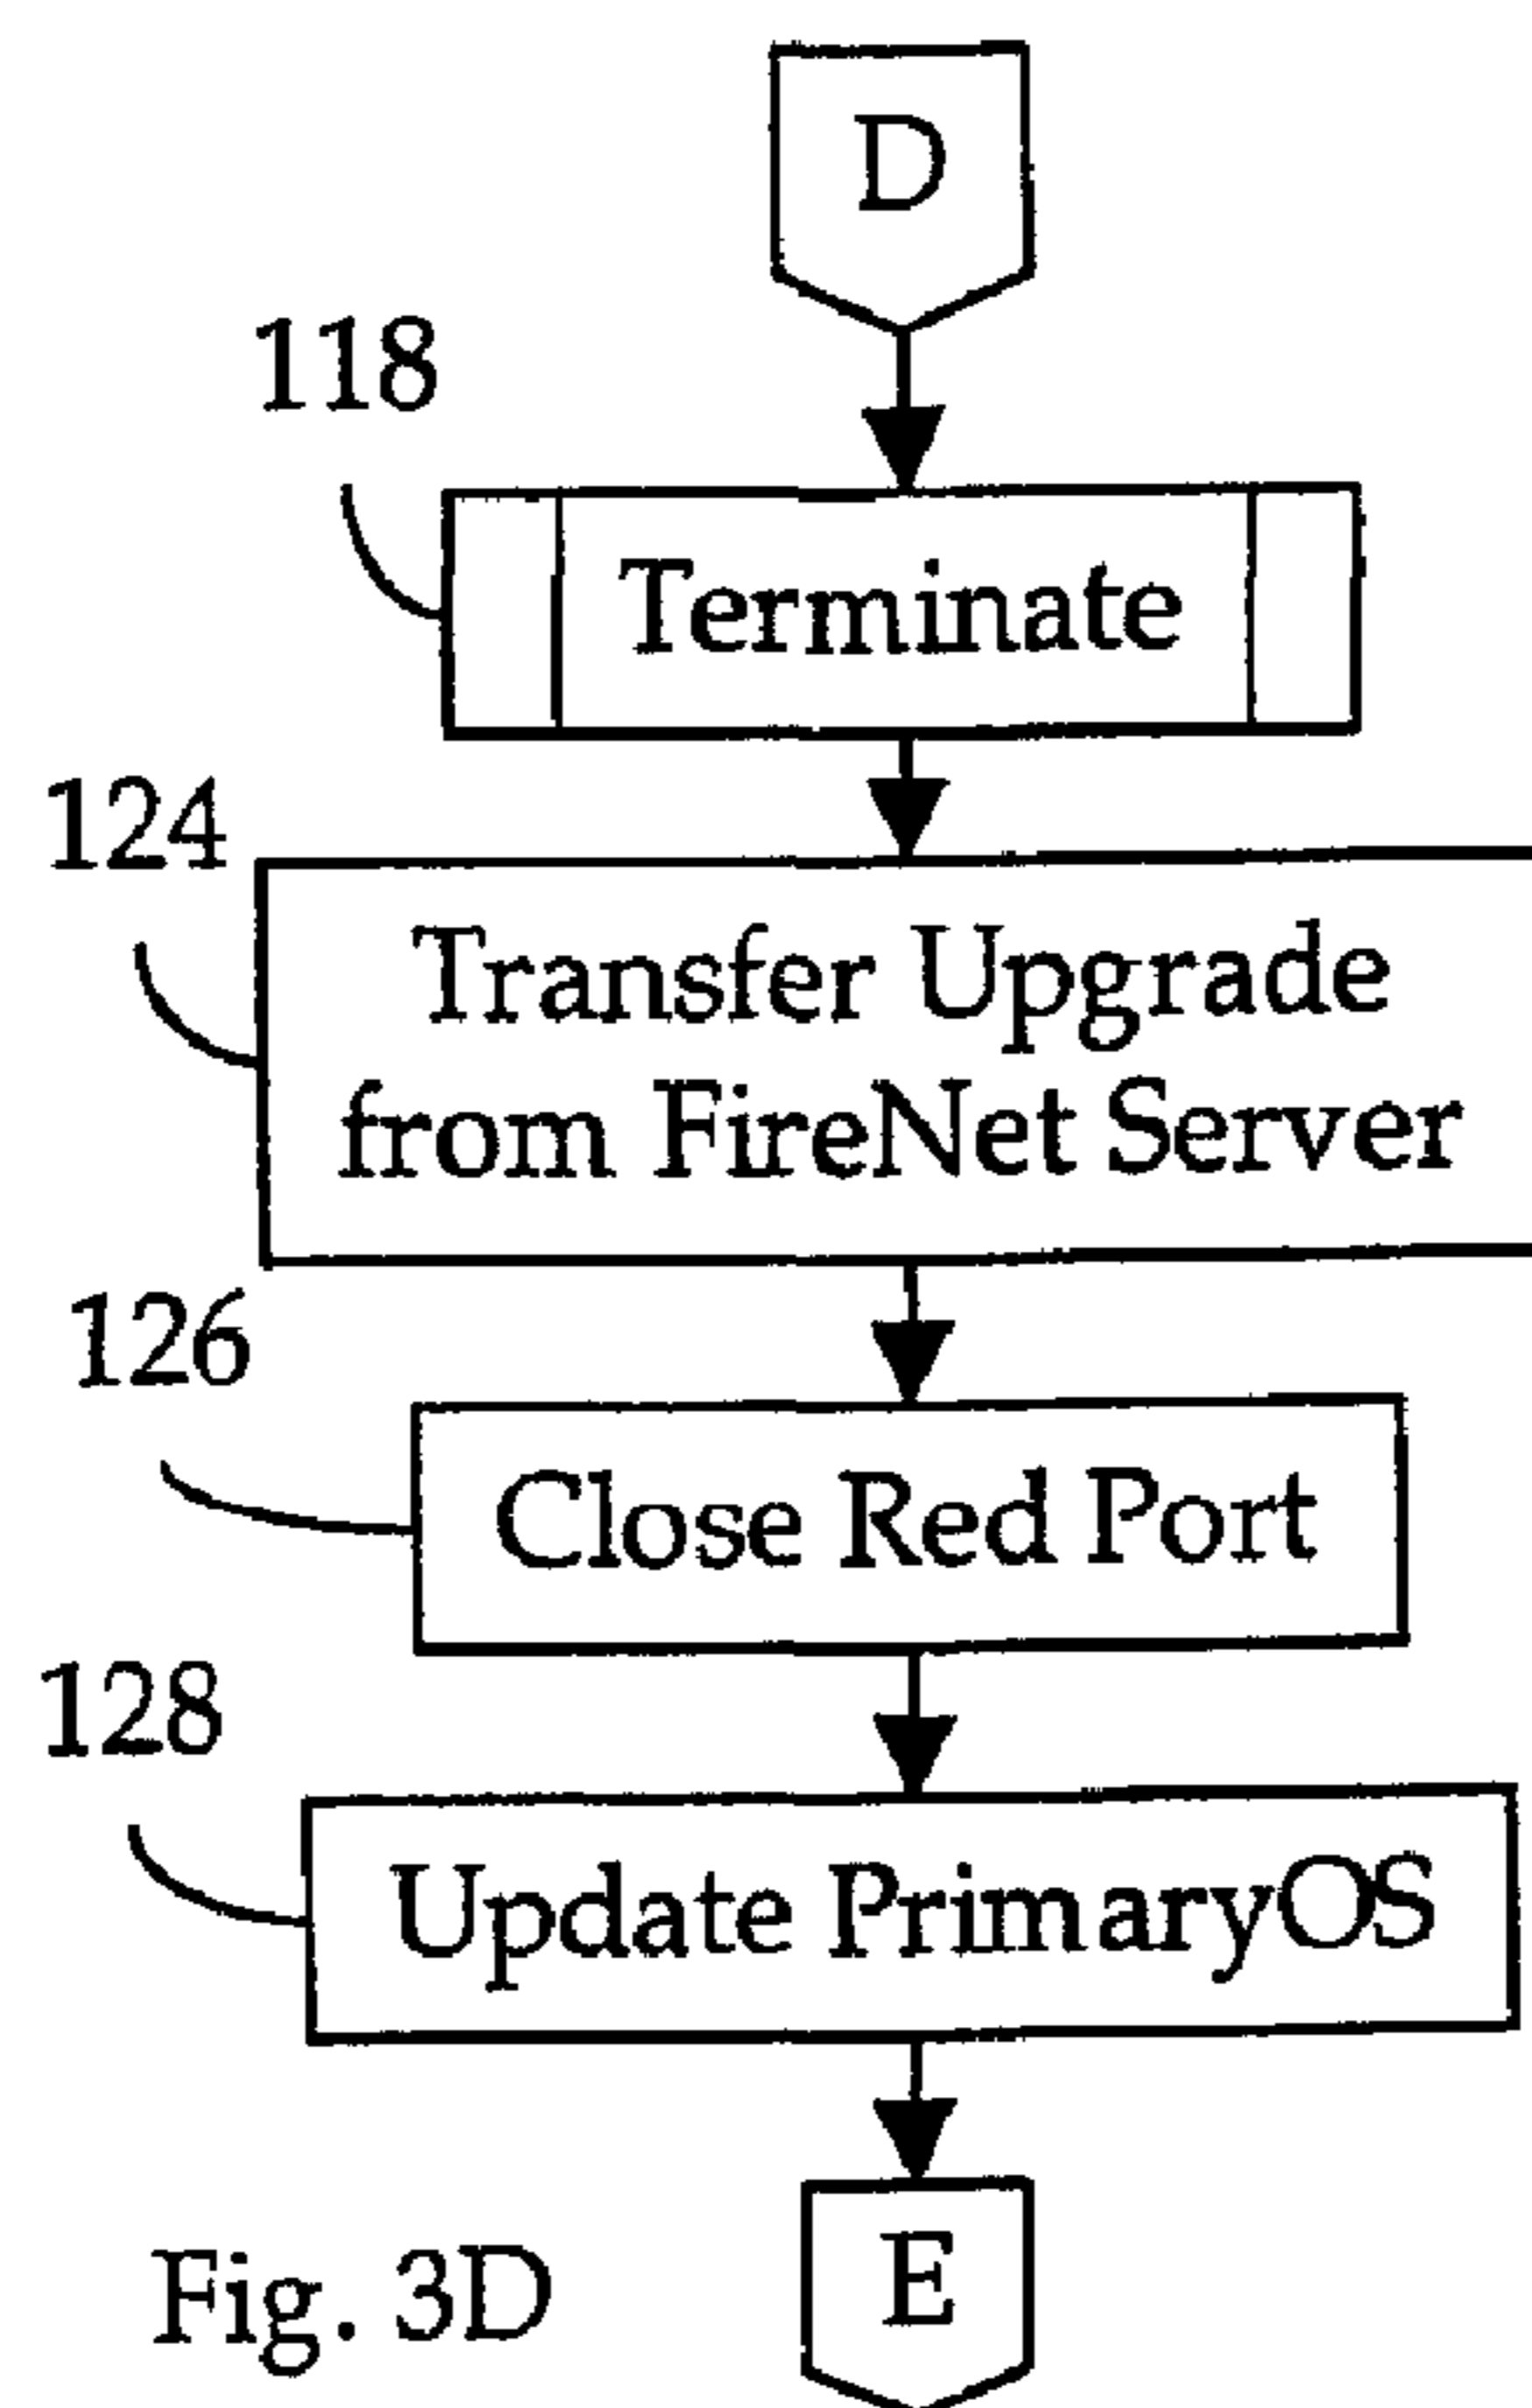 D
118
Terminate
124
Transfer Upgrade
from FireNet Server
126
Close Red Port
128
Update PrimaryOS
E
Fig. 3D